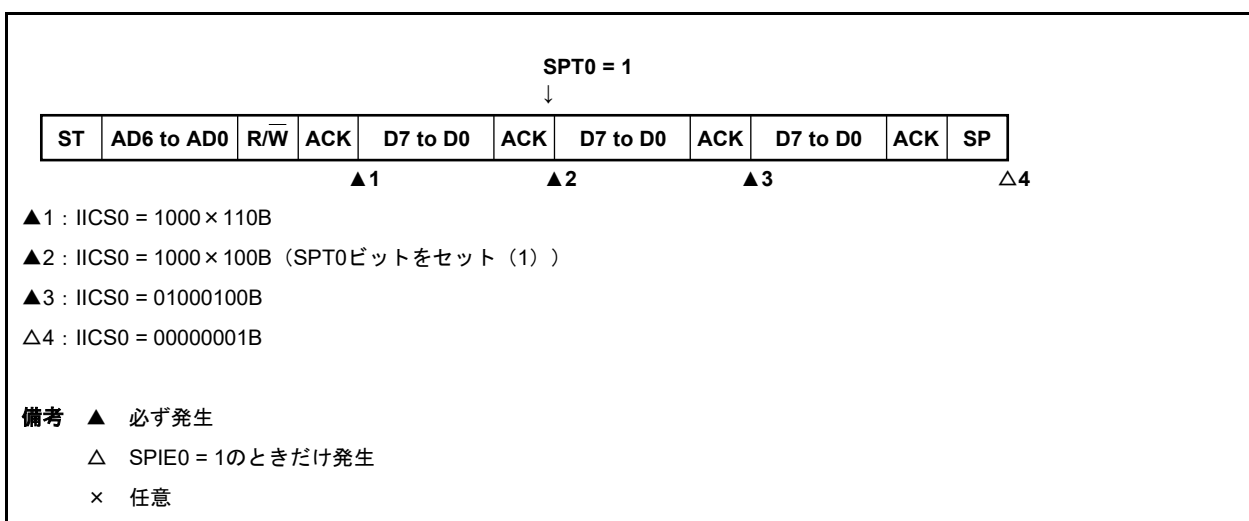 SPT0 = 1
↓
ST AD6 to AD0 R/W̅ ACK D7 to D0 ACK D7 to D0 ACK D7 to D0 ACK SP
▲1 ▲2 ▲3 △4
▲1：IICS0 = 1000×110B
▲2：IICS0 = 1000×100B（SPT0ビットをセット（1））
▲3：IICS0 = 01000100B
△4：IICS0 = 00000001B
備考 ▲ 必ず発生
△ SPIE0 = 1のときだけ発生
× 任意